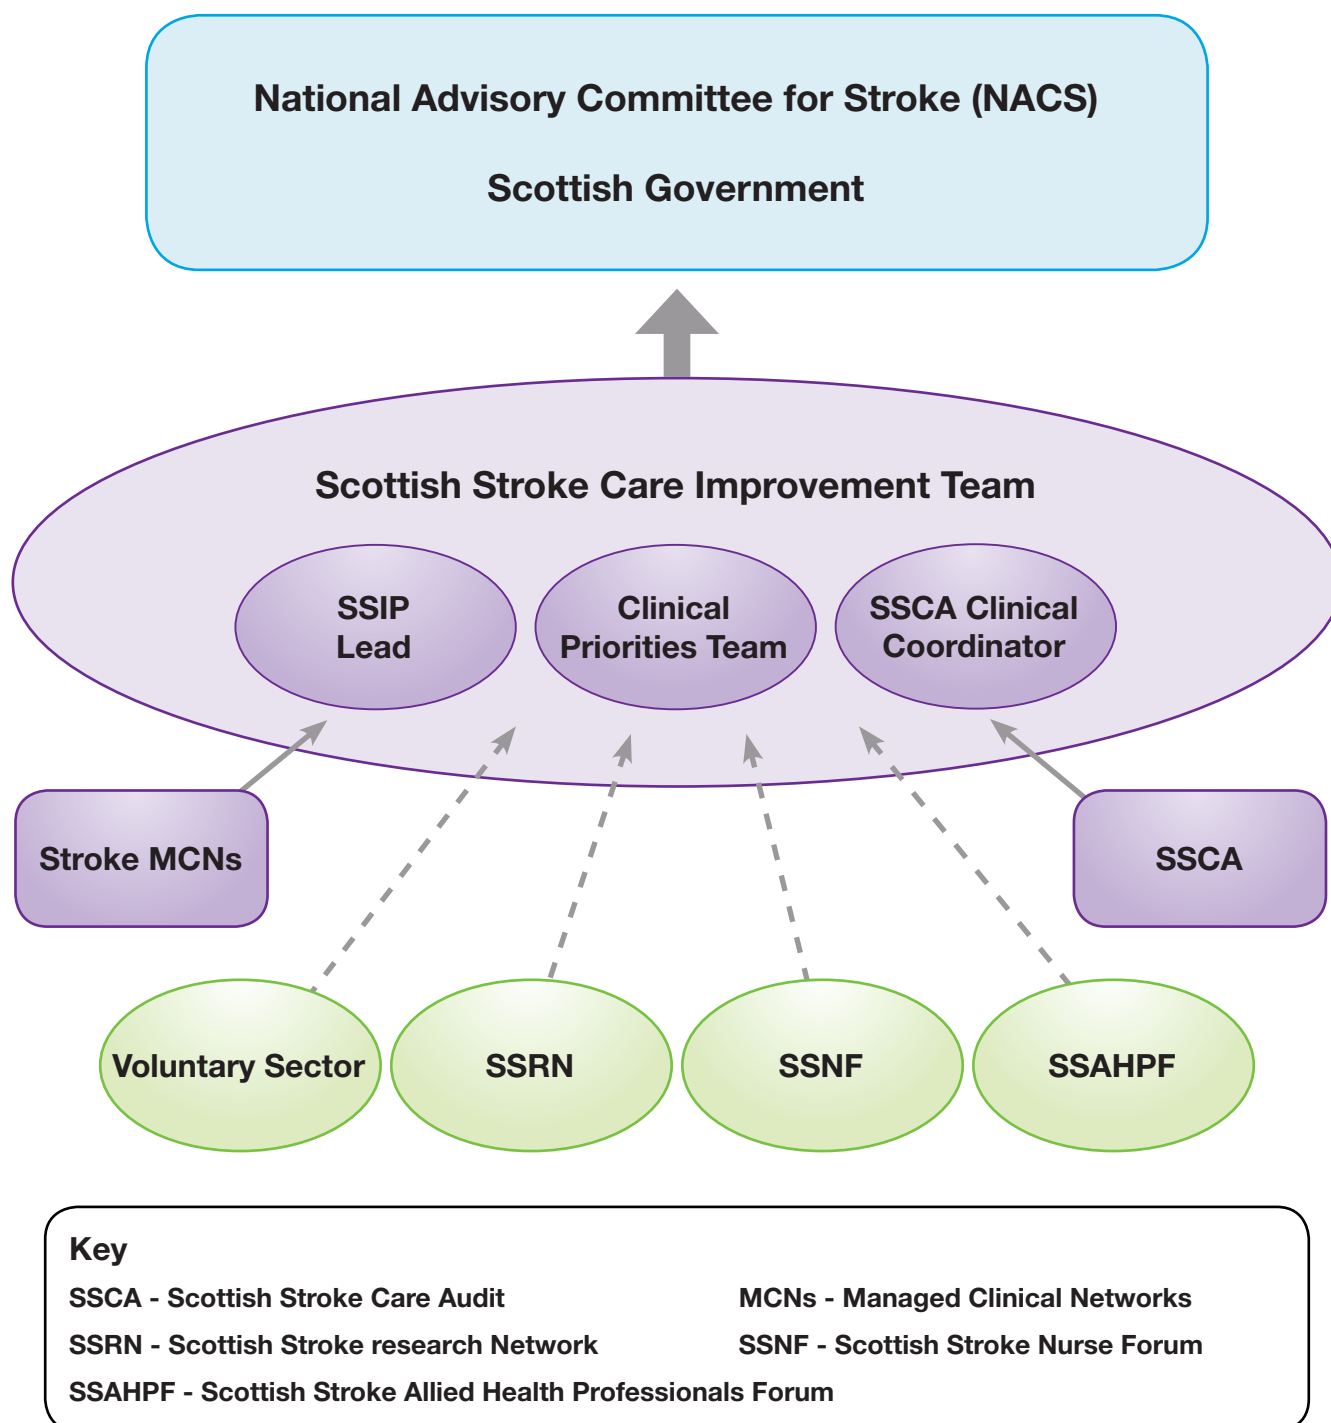 National Advisory Committee for Stroke (NACS)
Scottish Government
Scottish Stroke Care Improvement Team
SSIP
Lead
Clinical
Priorities Team
SSCA Clinical
Coordinator
Stroke MCNs
SSCA
Voluntary Sector
SSRN
SSNF
SSAHPF
Key
SSCA - Scottish Stroke Care Audit
MCNs - Managed Clinical Networks
SSRN - Scottish Stroke research Network
SSNF - Scottish Stroke Nurse Forum
SSAHPF - Scottish Stroke Allied Health Professionals Forum